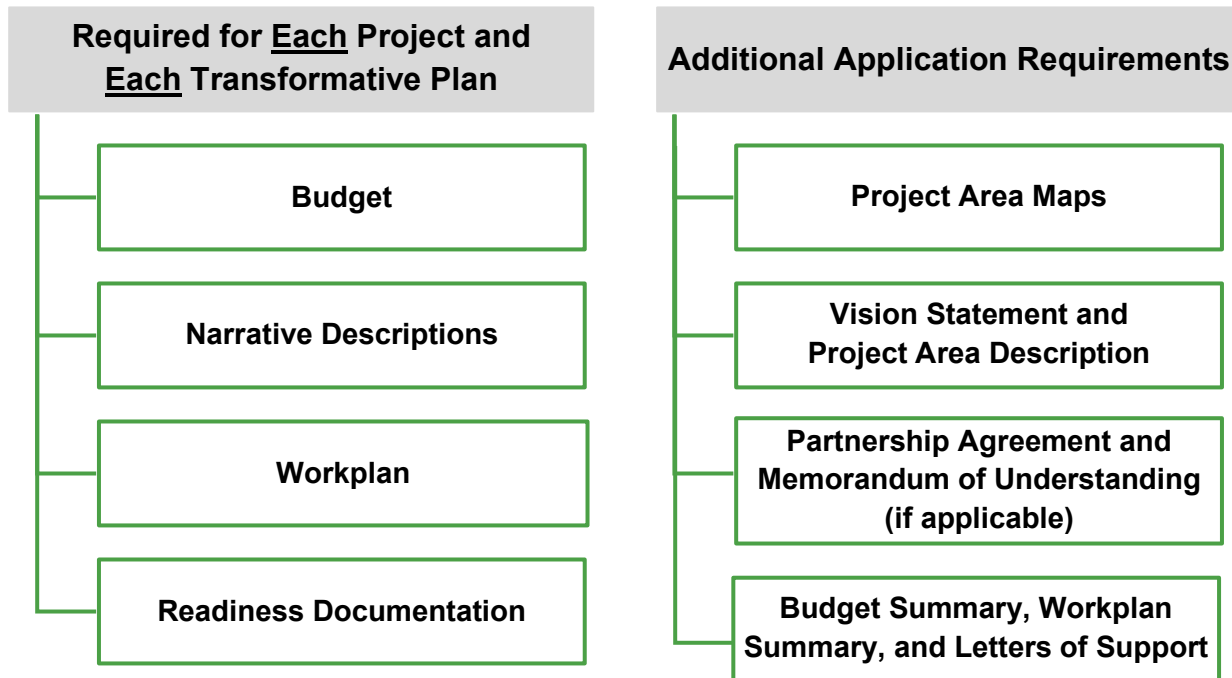 Required for Each Project and
Each Transformative Plan
Budget
Narrative Descriptions
Workplan
Readiness Documentation
Additional Application Requirements
Project Area Maps
Vision Statement and
Project Area Description
Partnership Agreement and
Memorandum of Understanding
(if applicable)
Budget Summary, Workplan
Summary, and Letters of Support